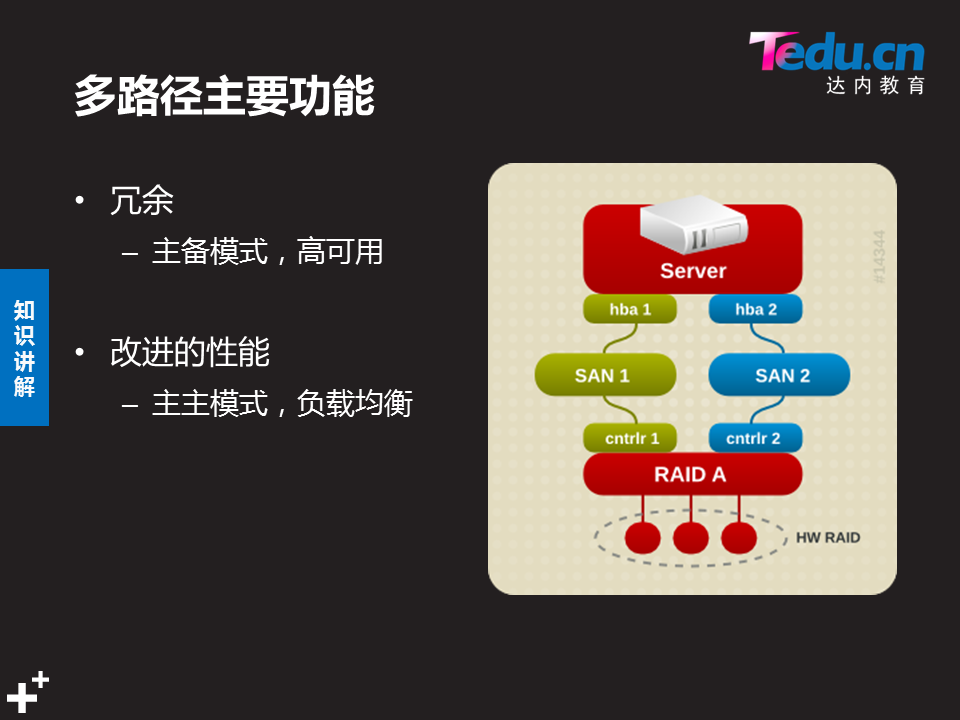 Tedu.cn
达内教育
多路径主要功能
• 冗余
– 主备模式，高可用
• 改进的性能
– 主主模式，负载均衡
知识讲解
Server
hba 1
hba 2
SAN 1
SAN 2
cntrlr 1
cntrlr 2
RAID A
HW RAID
#14344